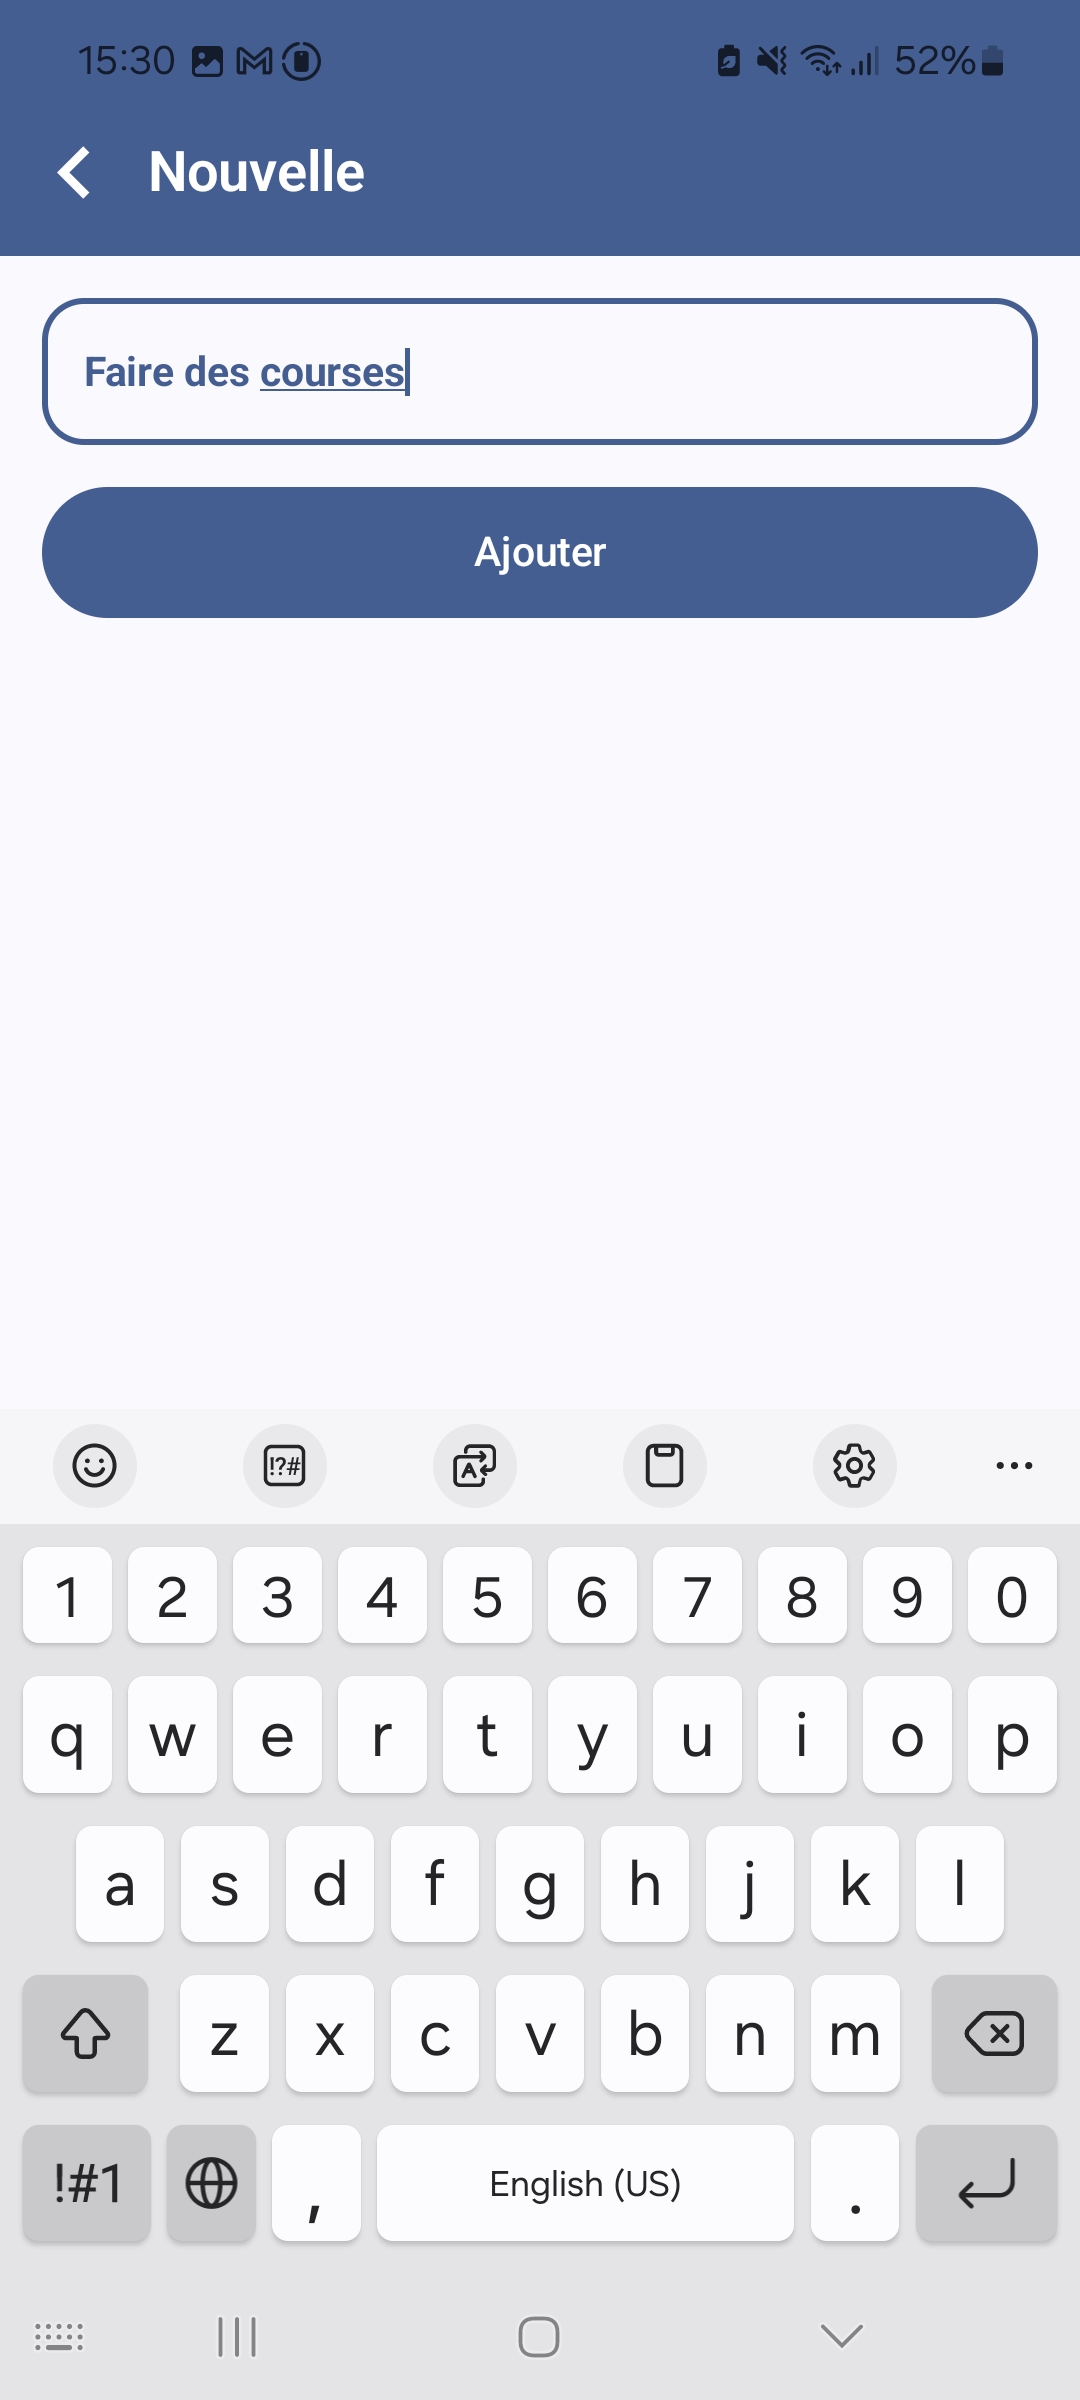 15:30 52%
Nouvelle
Faire des courses
Ajouter
!?# A
1 2 3 4 5 6 7 8 9 0
q w e r t y u i o p
a s d f g h j k l
z x c v b n m
!#1 , English (US) .